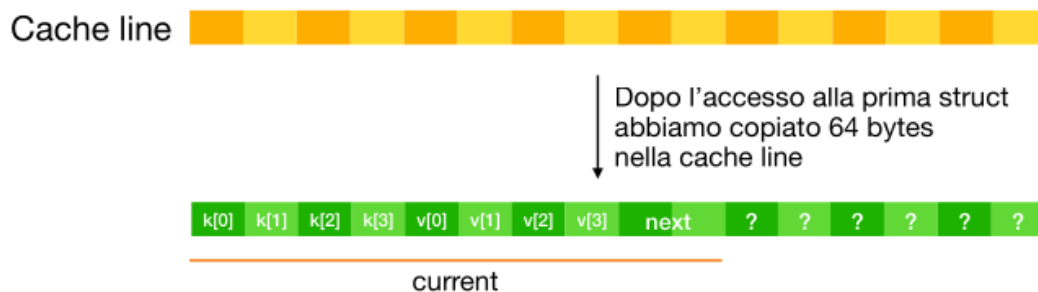 Cache line
Dopo l'accesso alla prima struct
abbiamo copiato 64 bytes
nella cache line
k[0] k[1] k[2] k[3] v[0] v[1] v[2] v[3] next ? ? ? ? ? ?
current